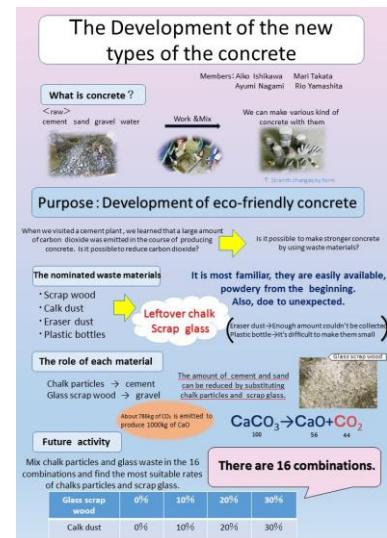 The Development of the new
types of the concrete
Members：Aiko Ishikawa Mari Takata
Ayumi Nagami Rio Yamashita
What is concrete？
＜raw＞
cement sand gravel water
Work &Mix
We can make various kind of
concrete with them
↑ Strength changes by form
Purpose：Development of eco-friendly concrete
When we visited a cement plant , we learned that a large amount
of carbon dioxide was emitted in the course of producing
concrete. Is it possible to reduce carbon dioxide?
Is it possible to make stronger concrete
by using waste materials?
The nominated waste materials
・Scrap wood
・Calk dust
・Eraser dust
・Plastic bottles
Leftover chalk
Scrap glass
It is most familiar, they are easily available,
powdery from the beginning.
Also, doe to unexpected.
Eraser dust→Enough amount couldn't be collected
Plastic bottle→It's difficult to make them small
The role of each material
Chalk particles → cement
Glass scrap wood → gravel
The amount of cement and sand
can be reduced by substituting
chalk particles and scrap glass.
Glass scrap wood
About 786kg of CO₂ is emitted to
produce 1000kg of CaO
CaCO₃→CaO+CO₂
100 56 44
Future activity
Mix chalk particles and glass waste in the 16
combinations and find the most suitable rates
of chalks particles and scrap glass.
There are 16 combinations.
Glass scrap wood 0% 10% 20% 30%
Calk dust 0% 10% 20% 30%